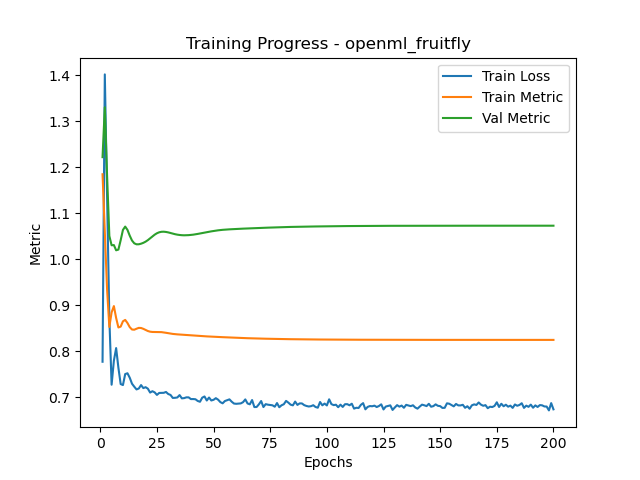 Training Progress - openml_fruitfly
Train Loss
Train Metric
Val Metric
Metric
1.4
1.3
1.2
1.1
1.0
0.9
0.8
0.7
0
25
50
75
100
125
150
175
200
Epochs